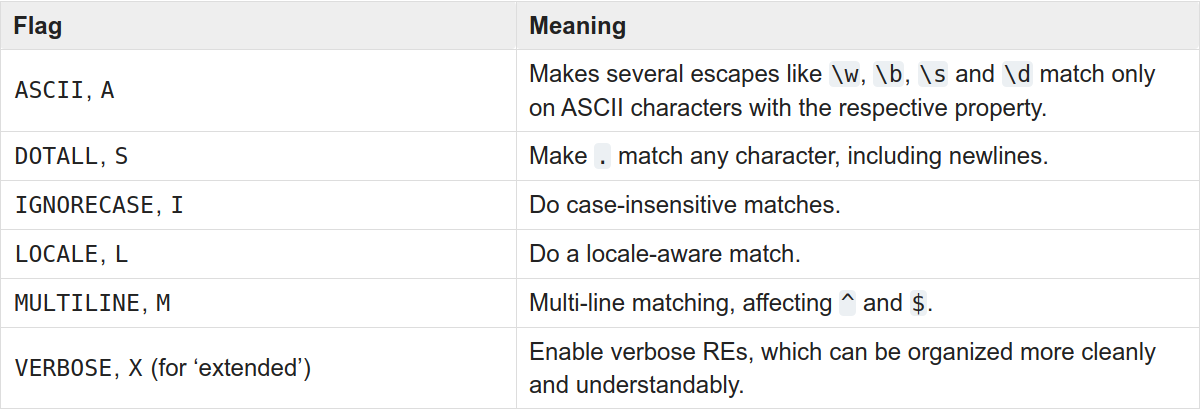 Flag Meaning
ASCII, A
Makes several escapes like \w, \b, \s and \d match only
on ASCII characters with the respective property.
DOTALL, S Make . match any character, including newlines.
IGNORECASE, I Do case-insensitive matches.
LOCALE, L Do a locale-aware match.
MULTILINE, M Multi-line matching, affecting ^ and $.
VERBOSE, X (for ‘extended’)
Enable verbose REs, which can be organized more cleanly
and understandably.